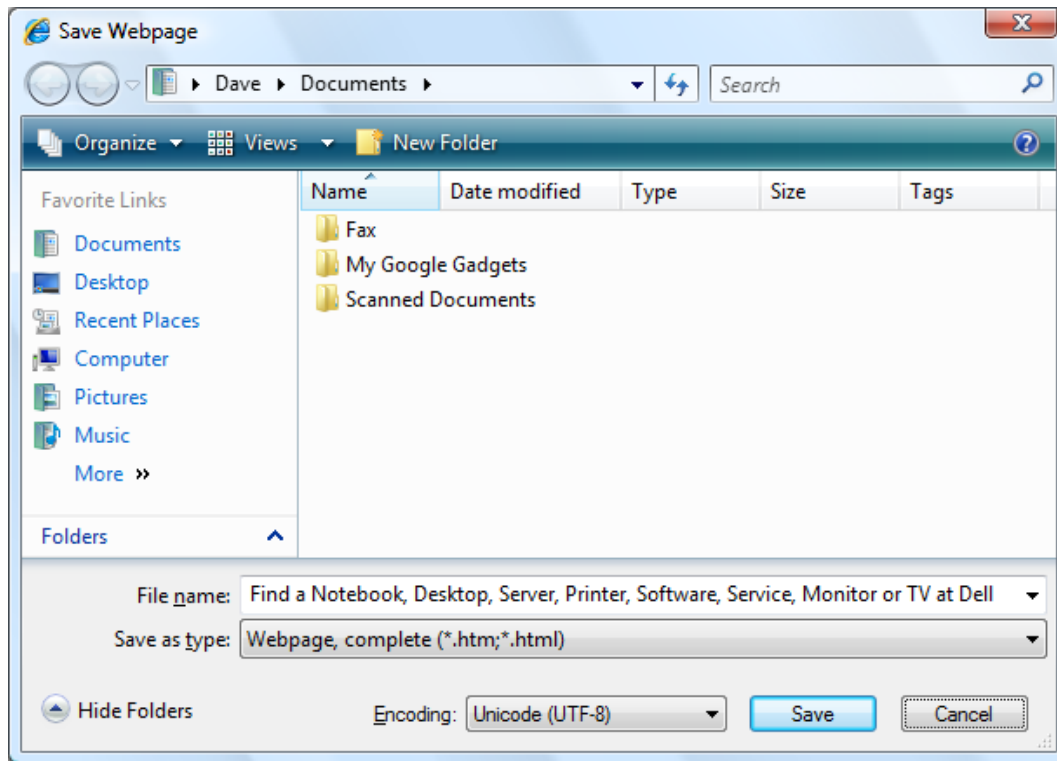 Save Webpage
Dave Documents Search
Organize Views New Folder
Favorite Links
Documents
Desktop
Recent Places
Computer
Pictures
Music
More
Folders
Name Date modified Type Size Tags
Fax
My Google Gadgets
Scanned Documents
File name: Find a Notebook, Desktop, Server, Printer, Software, Service, Monitor or TV at Dell
Save as type: Webpage, complete (*.htm;*.html)
Hide Folders Encoding: Unicode (UTF-8) Save Cancel